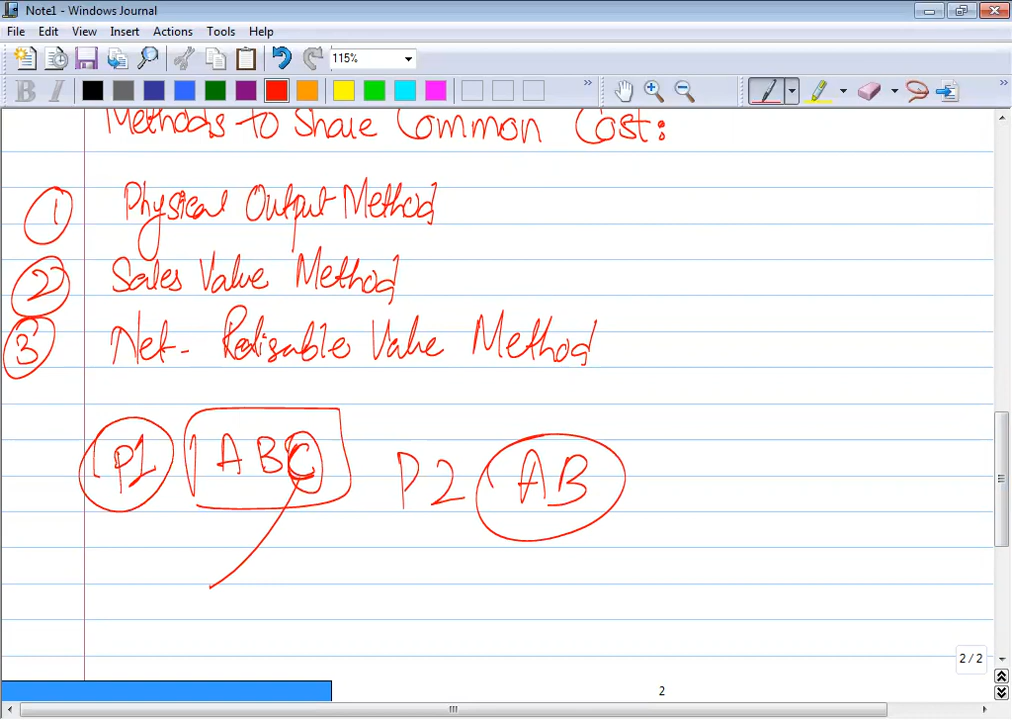 Note1 - Windows Journal
File Edit View Insert Actions Tools Help
115%
B I
Methods to Share Common Cost:
1 Physical Output Method
2 Sales Value Method
3 Net- Realisable Value Method
P1 A B C P2 AB
2 / 2
2